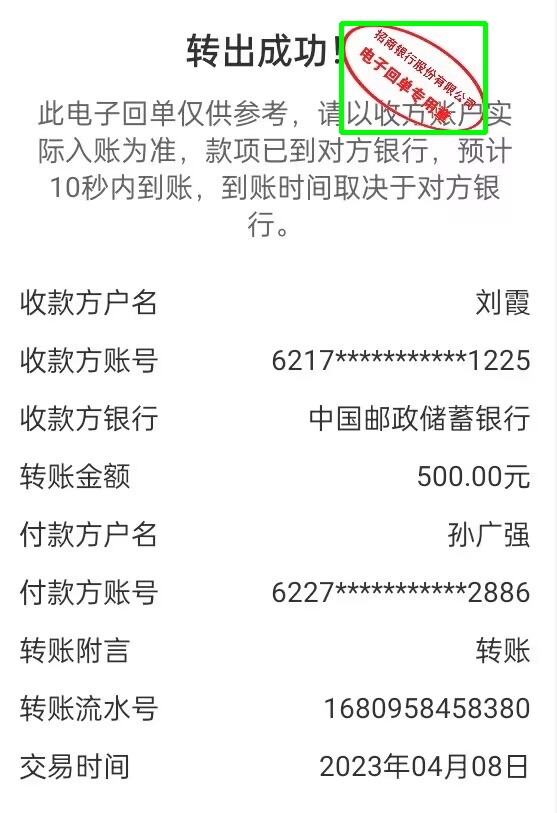 转出成功！
招商银行股份有限公司
电子回单专用章
此电子回单仅供参考，请以收方账户实
际入账为准，款项已到对方银行，预计
10秒内到账，到账时间取决于对方银
行。
收款方户名 刘霞
收款方账号 6217***********1225
收款方银行 中国邮政储蓄银行
转账金额 500.00元
付款方户名 孙广强
付款方账号 6227***********2886
转账附言 转账
转账流水号 1680958458380
交易时间 2023年04月08日